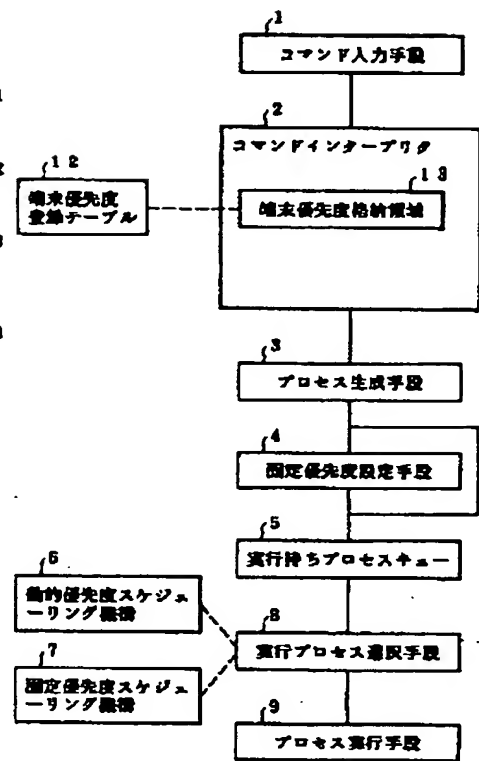 1
コマンド入力手段
2
コマンドインタープリタ
12
端末優先度
登録テーブル
13
端末優先度格納領域
3
プロセス生成手段
4
固定優先度設定手段
5
実行待ちプロセスキュー
6
動的優先度スケジュ
ーリング機構
8
実行プロセス選択手段
7
固定優先度スケジュ
ーリング機構
9
プロセス実行手段